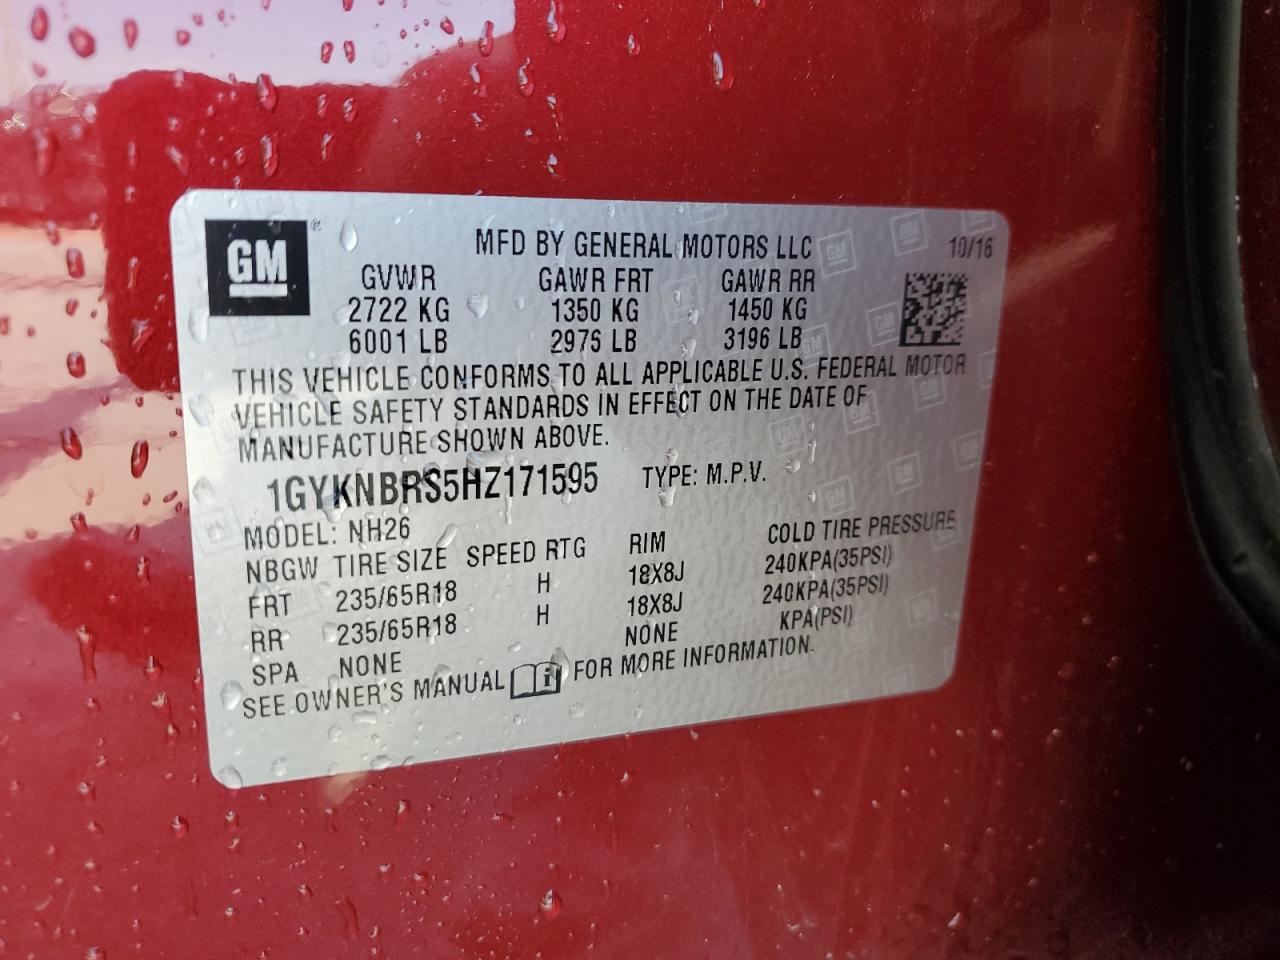 GM ®
MFD BY GENERAL MOTORS LLC 10/16
GVWR GAWR FRT GAWR RR
2722 KG 1350 KG 1450 KG
6001 LB 2976 LB 3196 LB
THIS VEHICLE CONFORMS TO ALL APPLICABLE U.S. FEDERAL MOTOR
VEHICLE SAFETY STANDARDS IN EFFECT ON THE DATE OF
MANUFACTURE SHOWN ABOVE.
1GYKNBRS5HZ171595 TYPE: M.P.V.
MODEL: NH26
NBGW TIRE SIZE SPEED RTG RIM COLD TIRE PRESSURE
FRT 235/65R18 H 18X8J 240KPA(35PSI)
RR 235/65R18 H 18X8J 240KPA(35PSI)
SPA NONE NONE KPA(PSI)
SEE OWNER'S MANUAL i FOR MORE INFORMATION.